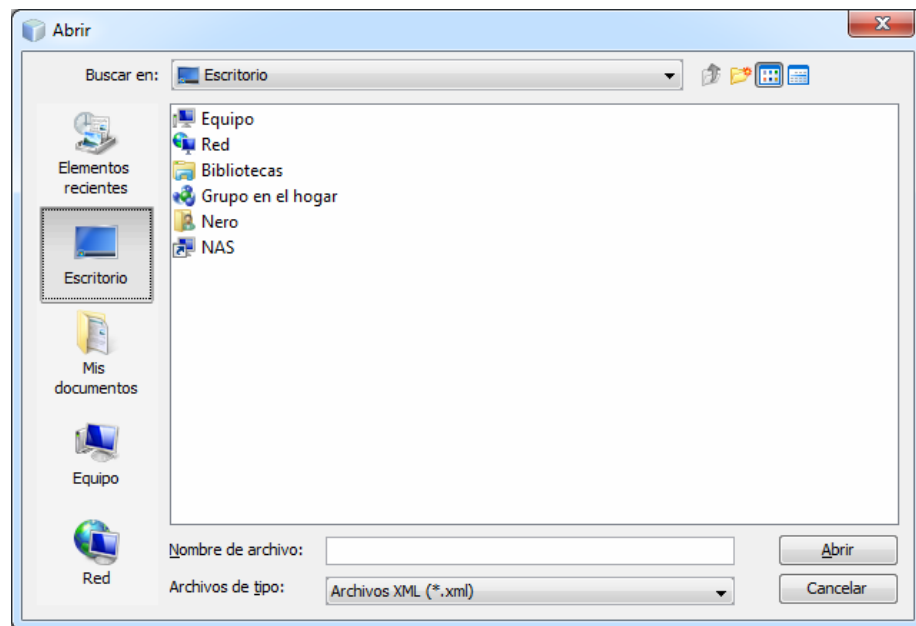 Abrir
Buscar en:
Escritorio
Elementos
recientes
Escritorio
Mis
documentos
Equipo
Red
Equipo
Red
Bibliotecas
Grupo en el hogar
Nero
NAS
Nombre de archivo:
Abrir
Archivos de tipo:
Archivos XML (*.xml)
Cancelar